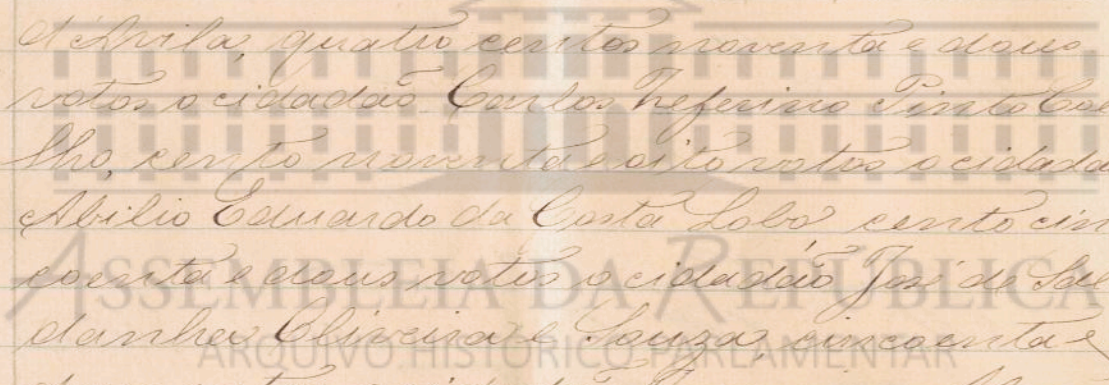 d'Avila, quatro centos noventa e dous
votos o cidadão Carlos Zeferino Pinto Coe
lho, cento noventa e oito votos o cidadão
Abilio Eduardo da Costa Lobo cento cin
coenta e dous votos o cidadão José de Sal
danha Oliveira e Souza, cincoenta e
ASSEMBLEIA DA REPÚBLICA
ARQUIVO HISTÓRICO PARLAMENTAR